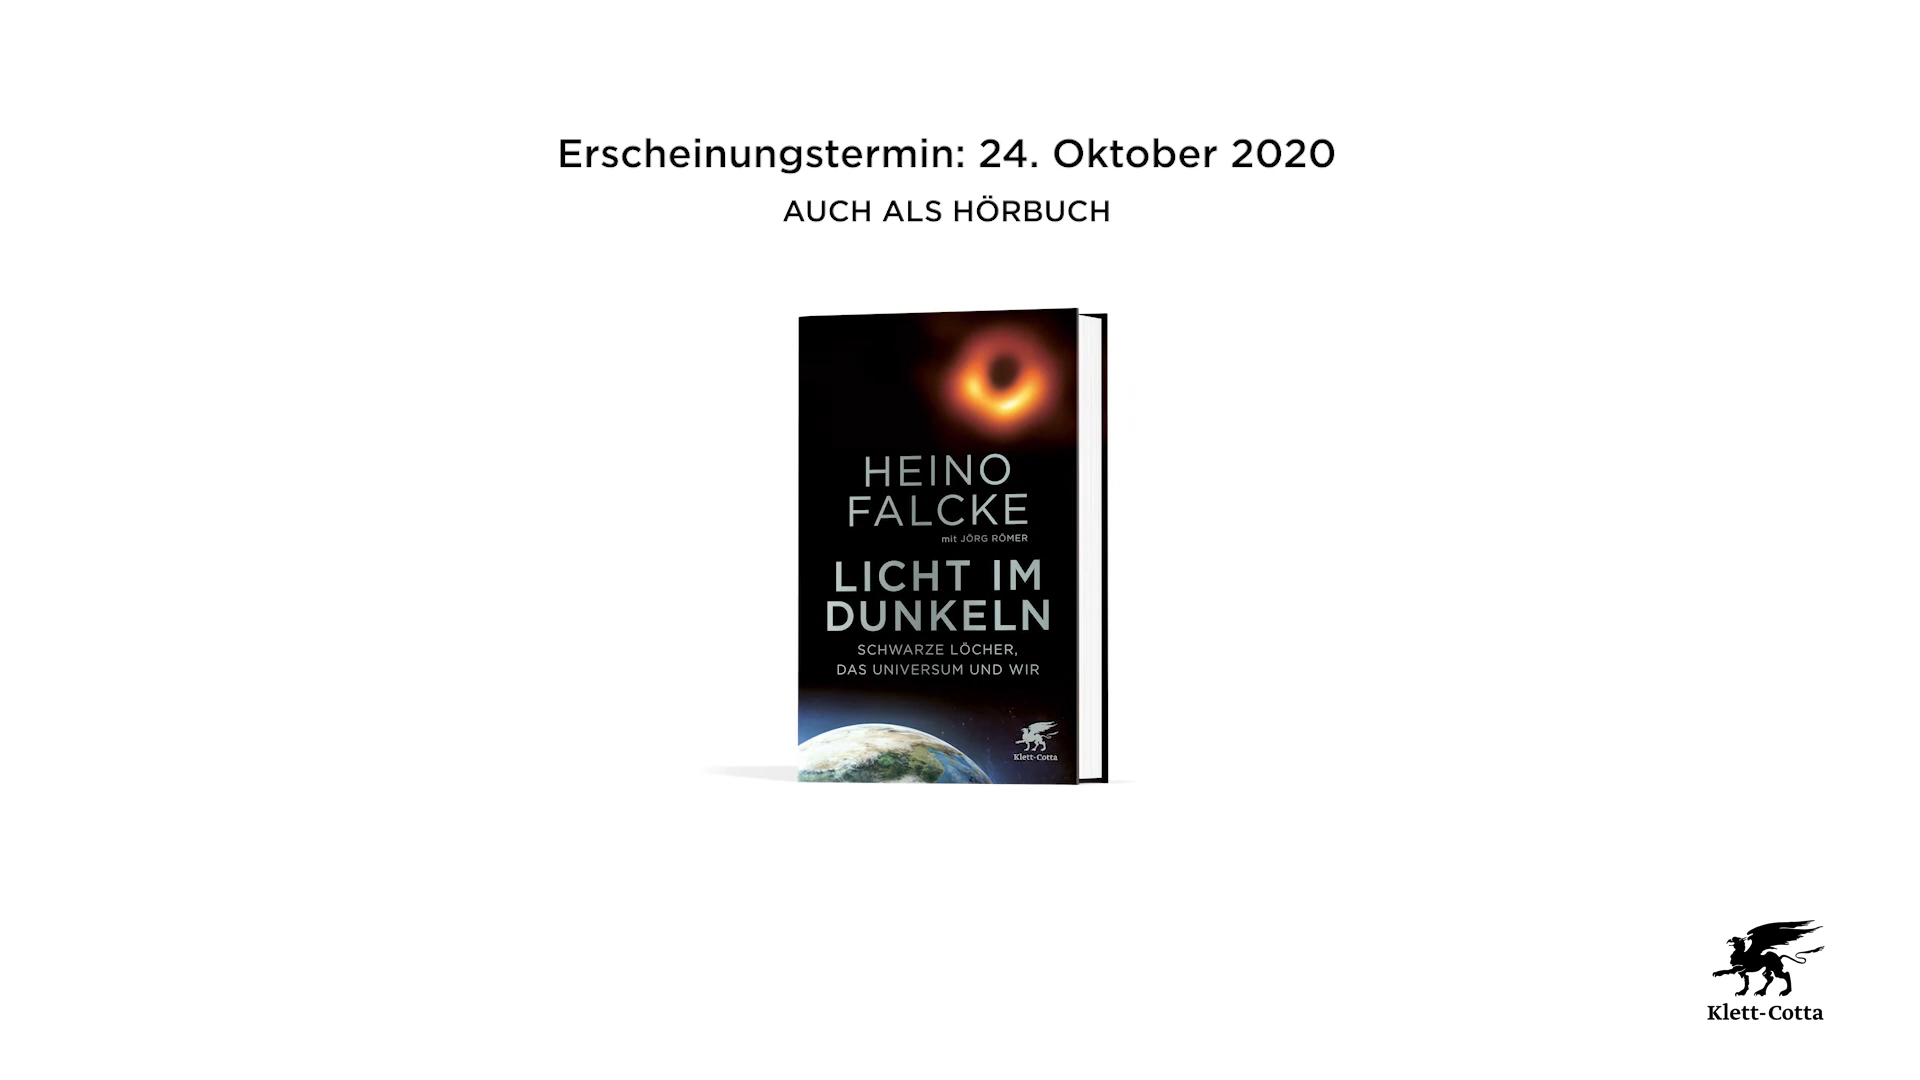 Erscheinungstermin: 24. Oktober 2020
AUCH ALS HÖRBUCH
HEINO
FALCKE
mit JÖRG RÖMER
LICHT IM
DUNKELN
SCHWARZE LÖCHER,
DAS UNIVERSUM UND WIR
Klett-Cotta
Klett-Cotta